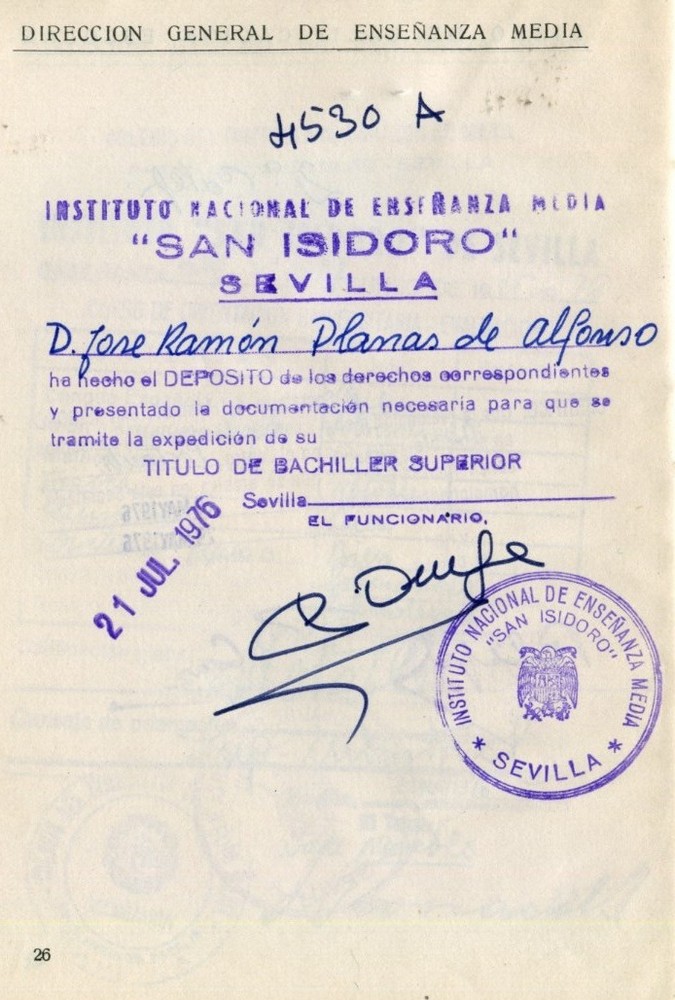 DIRECCION GENERAL DE ENSEÑANZA MEDIA
4530 A
INSTITUTO NACIONAL DE ENSEÑANZA MEDIA
"SAN ISIDORO"
SEVILLA
D. Jose Ramón Planas de Alfonso
ha hecho el DEPOSITO de los derechos correspondientes
y presentado la documentación necesaria para que se
tramite la expedición de su
TITULO DE BACHILLER SUPERIOR
Sevilla
21 JUL. 1976
EL FUNCIONARIO,
INSTITUTO NACIONAL DE ENSEÑANZA MEDIA
"SAN ISIDORO"
* SEVILLA *
26